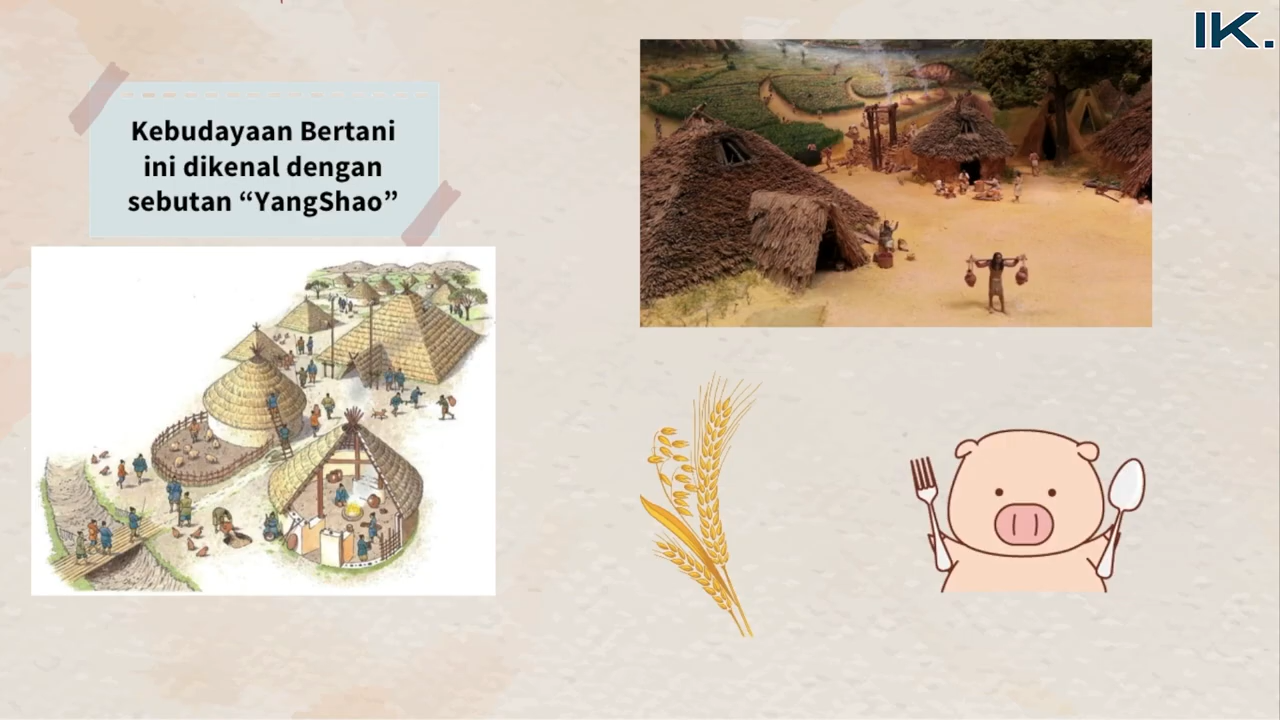 IK.
Kebudayaan Bertani
ini dikenal dengan
sebutan “YangShao”